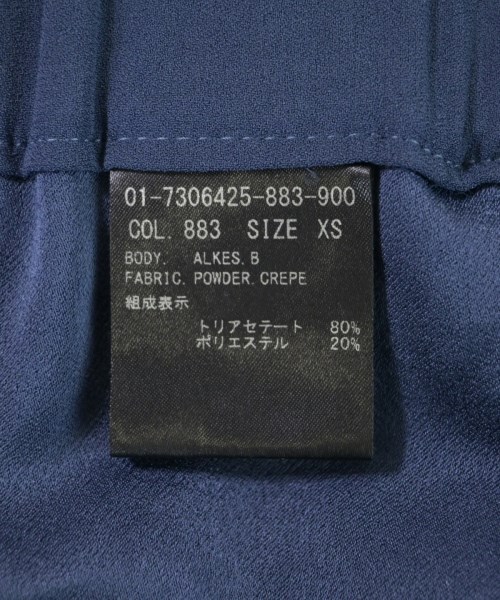 01-7306425-883-900
COL. 883 SIZE XS
BODY. ALKES. B
FABRIC. POWDER. CREPE
組成表示
トリアセテート 80%
ポリエステル 20%